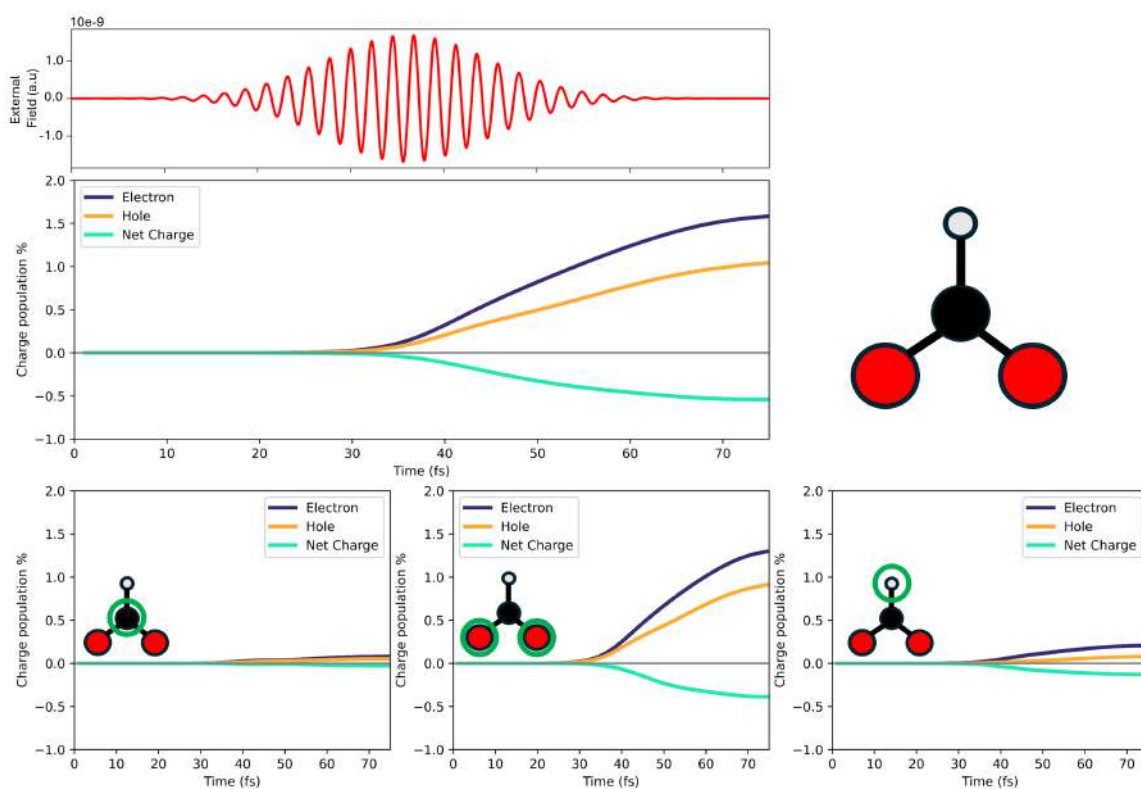 10e-9
External
Field (a.u)
1.0
0.0
-1.0
Charge population %
2.0
1.5
1.0
0.5
0.0
−0.5
−1.0
Electron
Hole
Net Charge
0 10 20 30 40 50 60 70
Time (fs)
Charge population %
2.0
1.5
1.0
0.5
0.0
−0.5
−1.0
Electron
Hole
Net Charge
0 10 20 30 40 50 60 70
Time (fs)
Charge population %
2.0
1.5
1.0
0.5
0.0
−0.5
−1.0
Electron
Hole
Net Charge
0 10 20 30 40 50 60 70
Time (fs)
Charge population %
2.0
1.5
1.0
0.5
0.0
−0.5
−1.0
Electron
Hole
Net Charge
0 10 20 30 40 50 60 70
Time (fs)